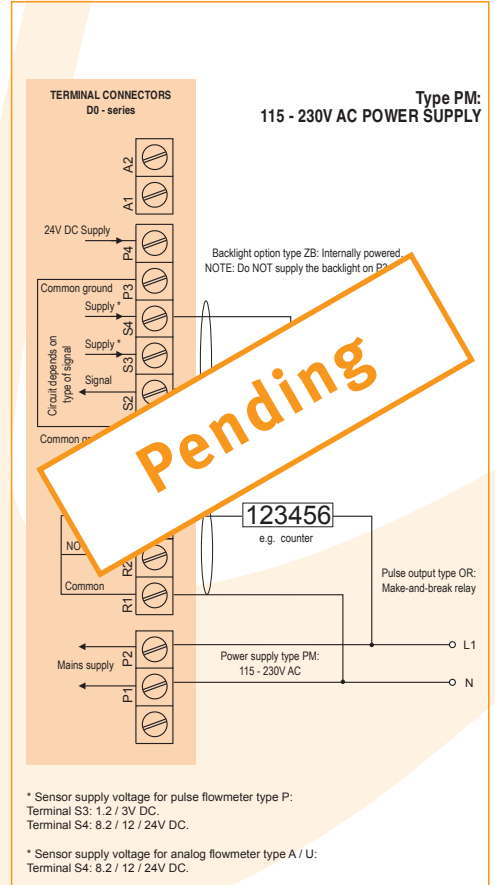 TERMINAL CONNECTORS
D0 - series
Type PM:
115 - 230V AC POWER SUPPLY
A2
A1
24V DC Supply
P4
Backlight option type ZB: Internally powered.
NOTE: Do NOT supply the backlight on
Common ground
P3
Supply *
S4
Supply *
S3
Circuit depends on
type of signal
Signal
S2
Common
Pending
123456
e.g. counter
NO
R2
Common
R1
Pulse output type OR:
Make-and-break relay
P2
L1
Mains supply
Power supply type PM:
115 - 230V AC
P1
N
* Sensor supply voltage for pulse flowmeter type P:
Terminal S3: 1.2 / 3V DC.
Terminal S4: 8.2 / 12 / 24V DC.
* Sensor supply voltage for analog flowmeter type A / U:
Terminal S4: 8.2 / 12 / 24V DC.